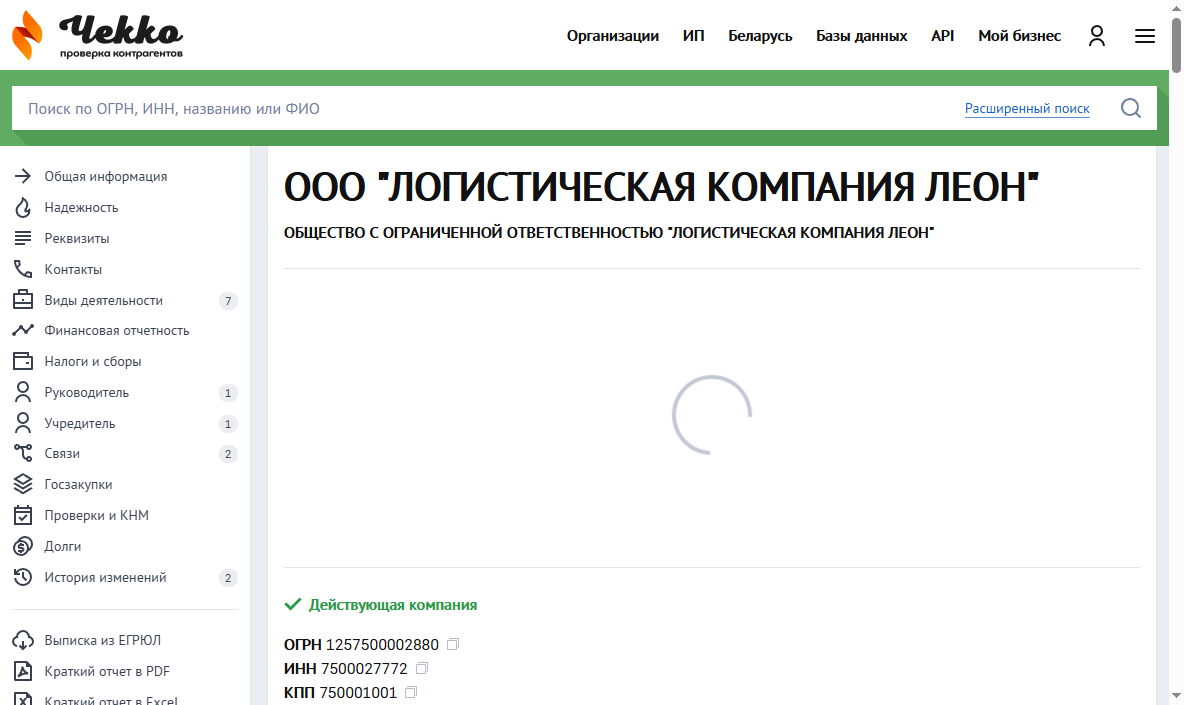 Чекко
проверка контрагентов
Организации ИП Беларусь Базы данных API Мой бизнес
Поиск по ОГРН, ИНН, названию или ФИО Расширенный поиск
Общая информация
Надежность
Реквизиты
Контакты
Виды деятельности 7
Финансовая отчетность
Налоги и сборы
Руководитель 1
Учредитель 1
Связи 2
Госзакупки
Проверки и КНМ
Долги
История изменений 2
Выписка из ЕГРЮЛ
Краткий отчет в PDF
Краткий отчет в Excel
ООО "ЛОГИСТИЧЕСКАЯ КОМПАНИЯ ЛЕОН"
ОБЩЕСТВО С ОГРАНИЧЕННОЙ ОТВЕТСТВЕННОСТЬЮ "ЛОГИСТИЧЕСКАЯ КОМПАНИЯ ЛЕОН"
Действующая компания
ОГРН 1257500002880
ИНН 7500027772
КПП 750001001